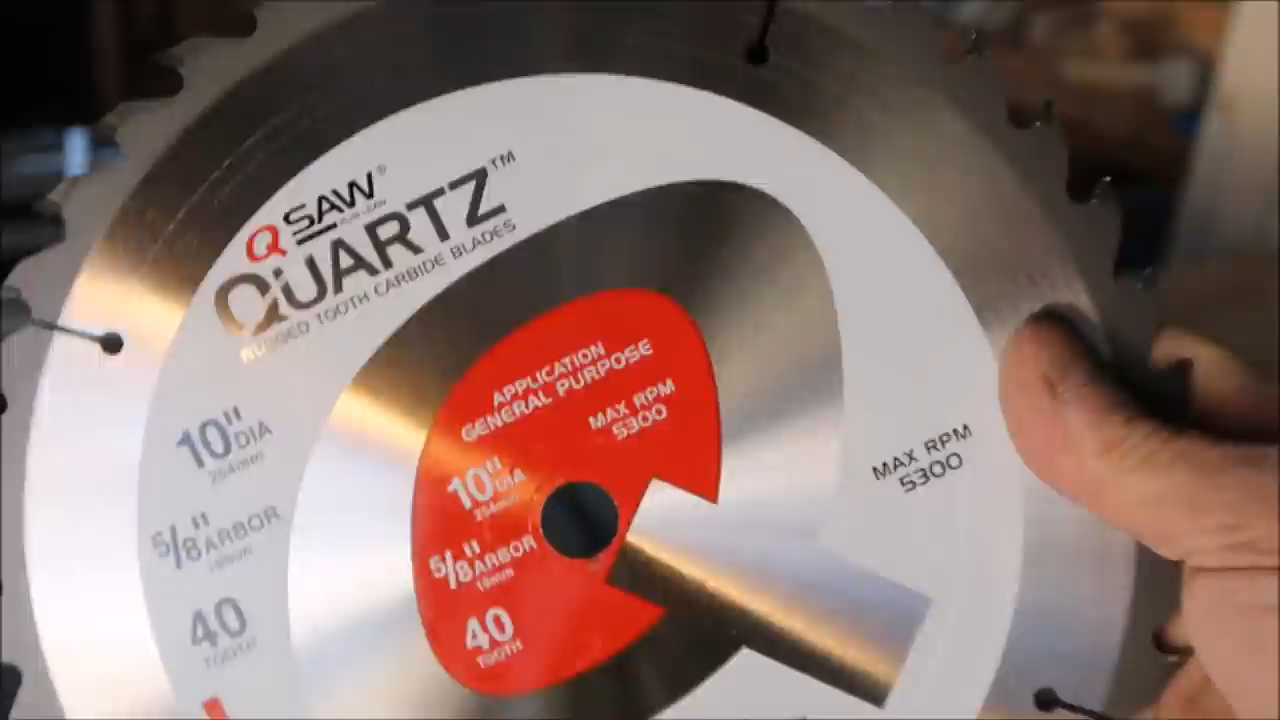 Q SAW®
QUARTZ™
RUGGED TOOTH CARBIDE BLADES
10" DIA
254mm
5/8" ARBOR
16mm
40
TOOTH
APPLICATION
GENERAL PURPOSE
MAX RPM
5300
10" DIA
254mm
5/8" ARBOR
16mm
40
TOOTH
MAX RPM
5300